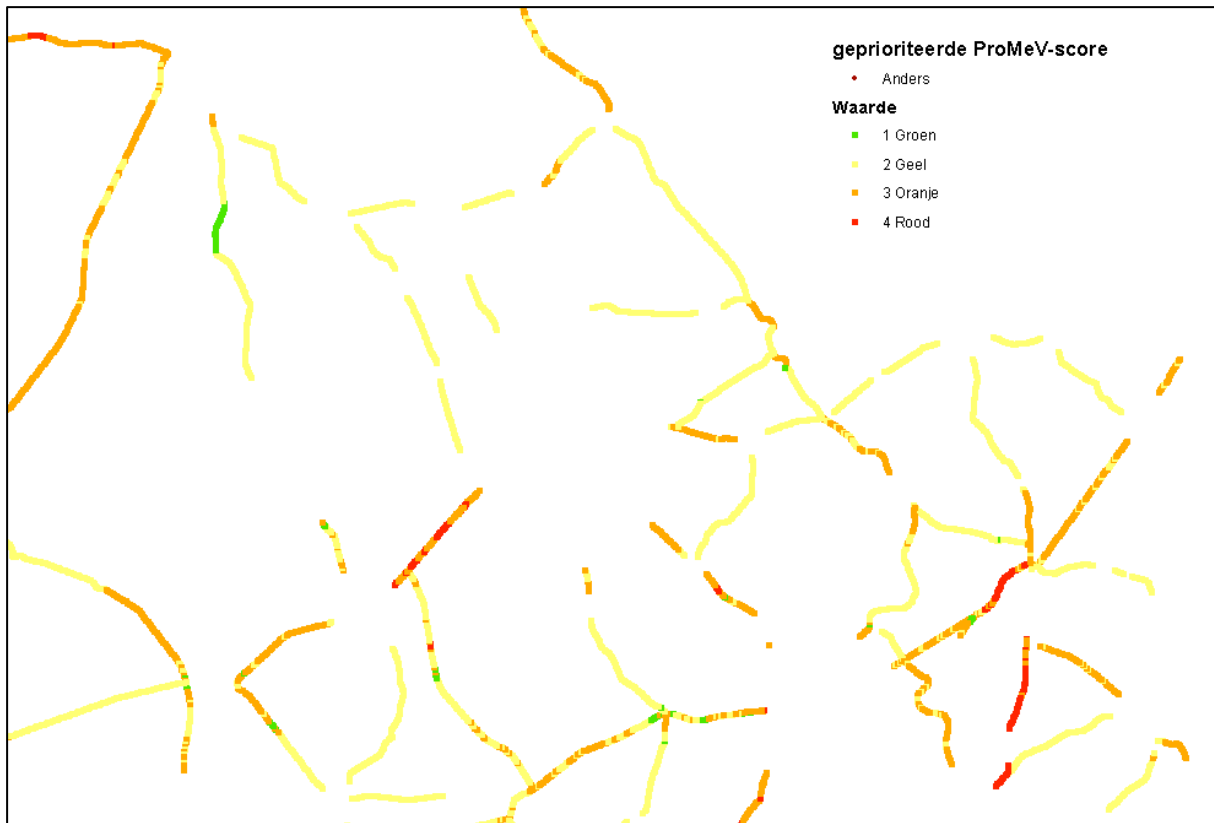 geprioriteerde ProMeV-score
Anders
Waarde
1 Groen
2 Geel
3 Oranje
4 Rood